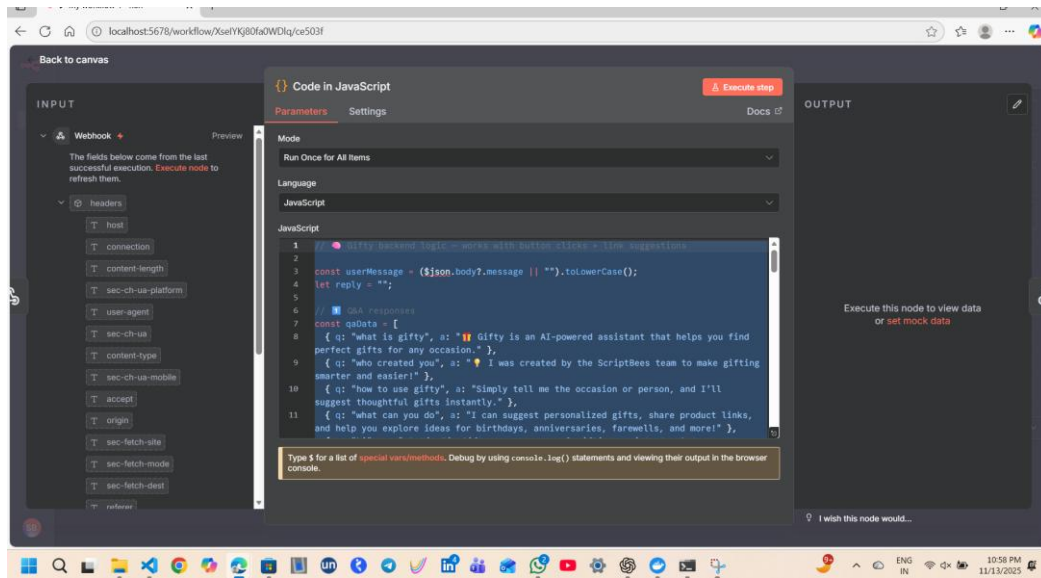 localhost:5678/workflow/XselYKj80fa0WDlq/ce503f
Back to canvas
INPUT
Webhook
Preview
The fields below come from the last
successful execution. Execute node to
refresh them.
headers
T host
T connection
T content-length
T sec-ch-ua-platform
T user-agent
T sec-ch-ua
T content-type
T sec-ch-ua-mobile
T accept
T origin
T sec-fetch-site
T sec-fetch-mode
T sec-fetch-dest
T referer
{} Code in JavaScript
Execute step
Parameters
Settings
Docs
Mode
Run Once for All Items
Language
JavaScript
JavaScript
1 // 🧠 Gifty backend logic — works with button clicks + link suggestions
2
3 const userMessage = ($json.body?.message || "").toLowerCase();
4 let reply = "";
5
6 // 1️⃣ Q&A responses
7 const qaData = [
8 { q: "what is gifty", a: "🎁 Gifty is an AI-powered assistant that helps you find
perfect gifts for any occasion." },
9 { q: "who created you", a: "💡 I was created by the ScriptBees team to make gifting
smarter and easier!" },
10 { q: "how to use gifty", a: "Simply tell me the occasion or person, and I'll
suggest thoughtful gifts instantly." },
11 { q: "what can you do", a: "I can suggest personalized gifts, share product links,
and help you explore ideas for birthdays, anniversaries, farewells, and more!" },
Type $ for a list of special vars/methods. Debug by using console.log() statements and viewing their output in the browser
console.
OUTPUT
Execute this node to view data
or set mock data
I wish this node would...
ENG
IN
10:58 PM
11/13/2025